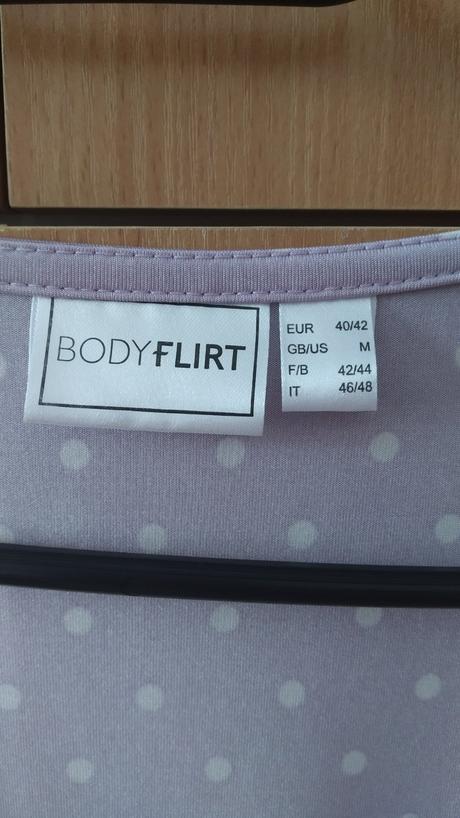 BODYFLIRT
EUR 40/42
GB/US M
F/B 42/44
IT 46/48